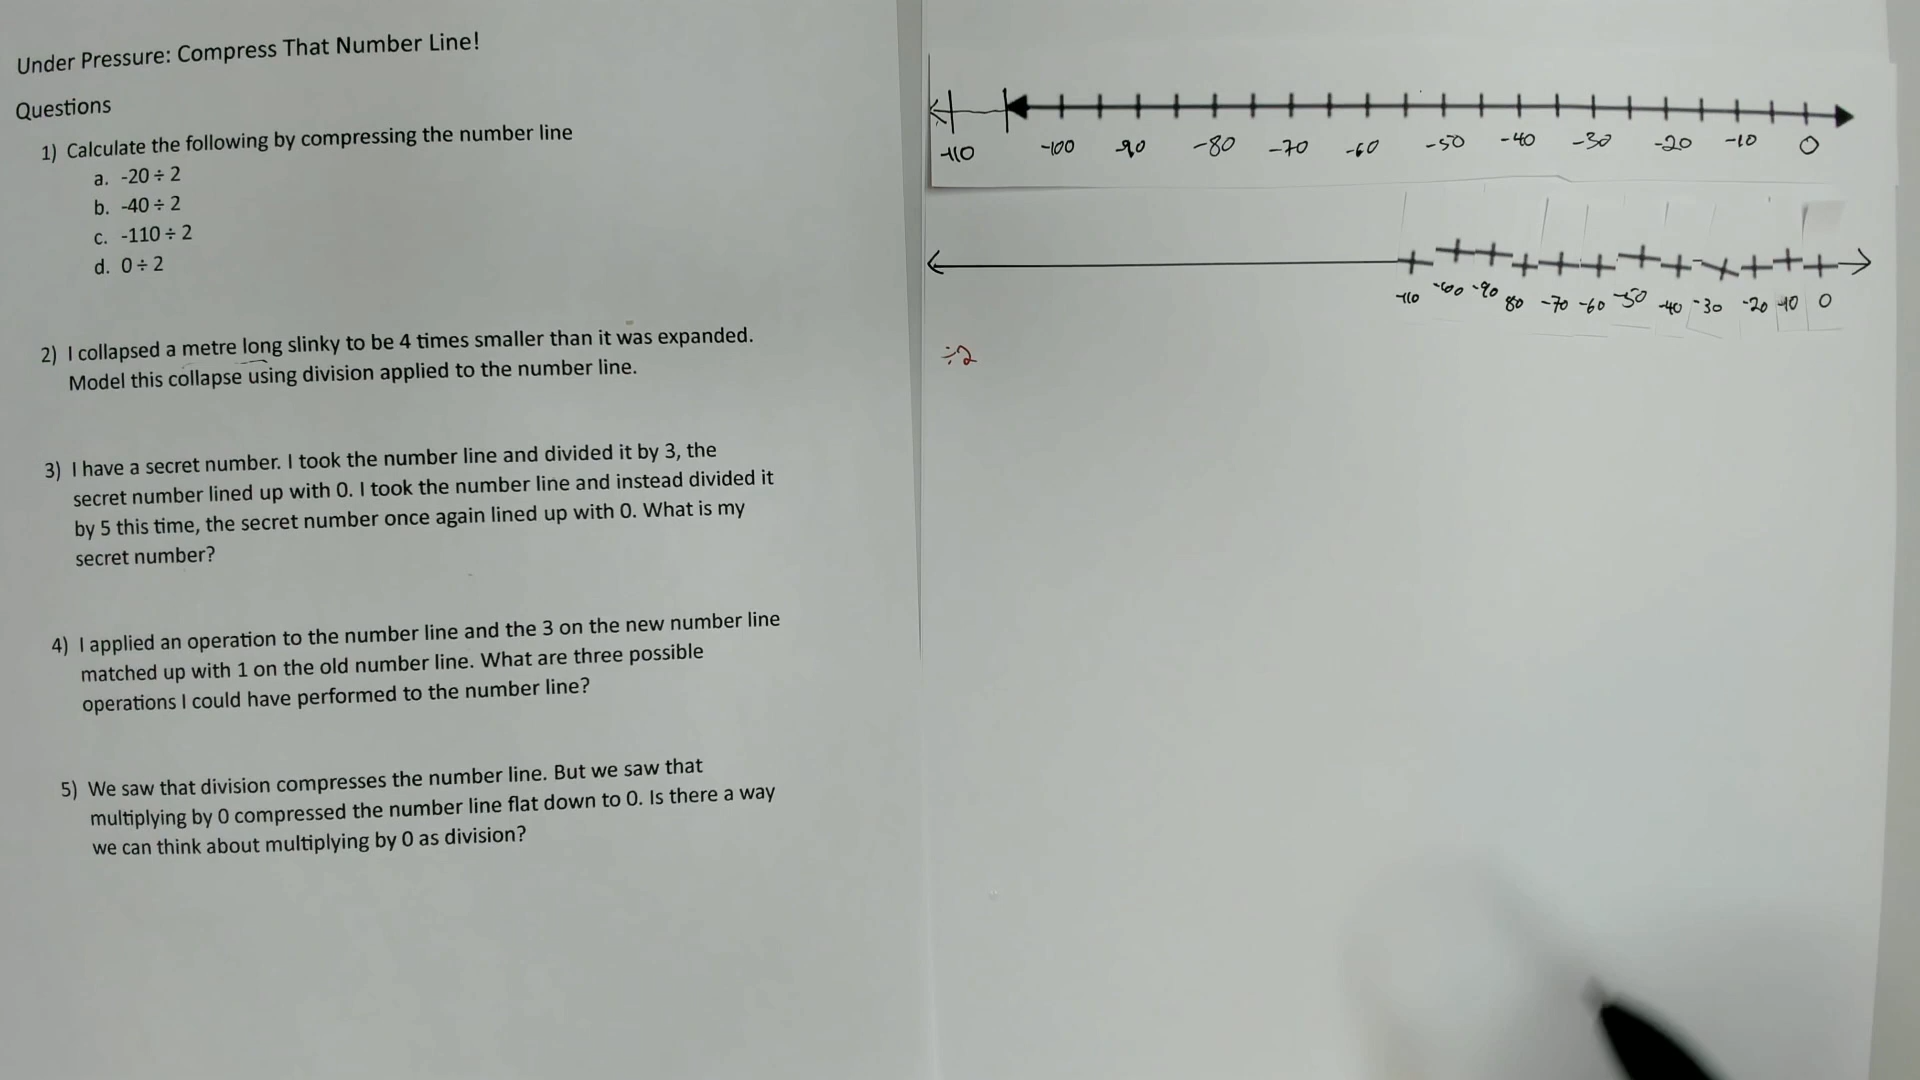 Under Pressure: Compress That Number Line!
Questions
1) Calculate the following by compressing the number line
a. -20 ÷ 2
b. -40 ÷ 2
c. -110 ÷ 2
d. 0 ÷ 2
2) I collapsed a metre long slinky to be 4 times smaller than it was expanded.
Model this collapse using division applied to the number line.
3) I have a secret number. I took the number line and divided it by 3, the
secret number lined up with 0. I took the number line and instead divided it
by 5 this time, the secret number once again lined up with 0. What is my
secret number?
4) I applied an operation to the number line and the 3 on the new number line
matched up with 1 on the old number line. What are three possible
operations I could have performed to the number line?
5) We saw that division compresses the number line. But we saw that
multiplying by 0 compressed the number line flat down to 0. Is there a way
we can think about multiplying by 0 as division?
-110 -100 -90 -80 -70 -60 -50 -40 -30 -20 -10 0
-110 -100 -90 80 -70 -60 -50 -40 -30 -20 -10 0
÷2